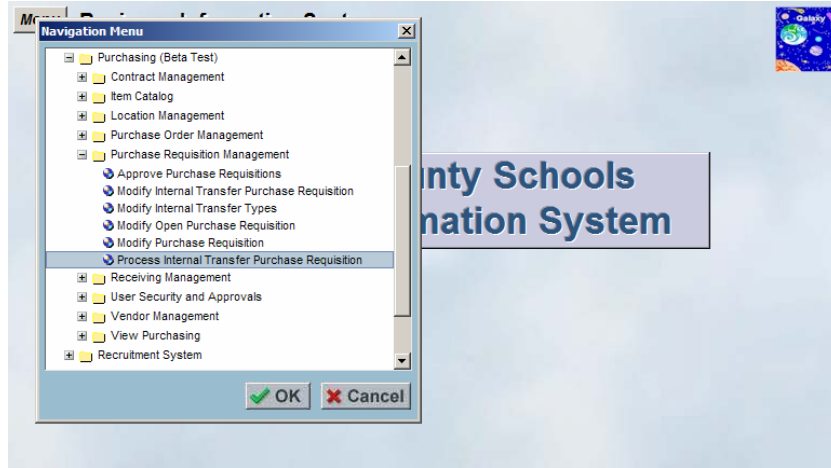 Navigation Menu
Galaxy
Purchasing (Beta Test)
Contract Management
Item Catalog
Location Management
Purchase Order Management
Purchase Requisition Management
Approve Purchase Requisitions
Modify Internal Transfer Purchase Requisition
Modify Internal Transfer Types
Modify Open Purchase Requisition
Modify Purchase Requisition
Process Internal Transfer Purchase Requisition
Receiving Management
User Security and Approvals
Vendor Management
View Purchasing
Recruitment System
OK
Cancel
Schools
System